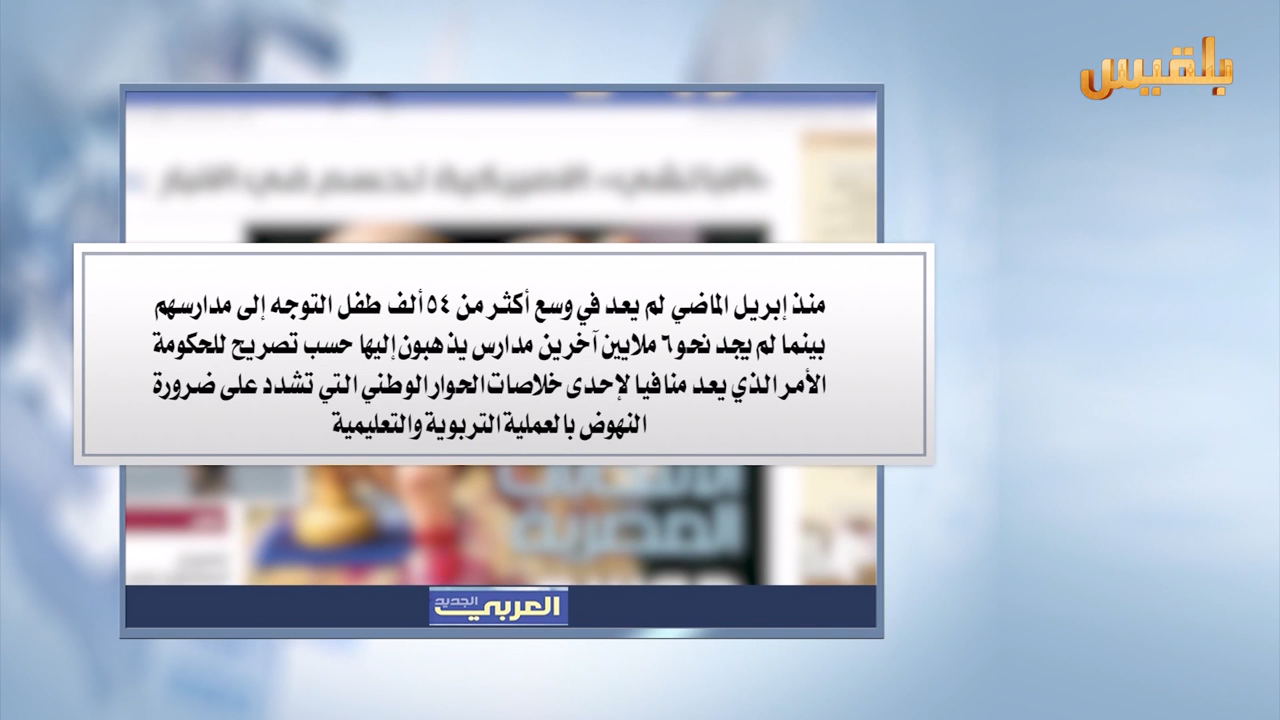 بلقيس
منذ إبريل الماضي لم يعد في وسع أكثر من ٥٤ ألف طفل التوجه إلى مدارسهم
بينما لم يجد نحو ٦ ملايين آخرين مدارس يذهبون إليها حسب تصريح للحكومة
الأمر الذي يعد منافيا لإحدى خلاصات الحوار الوطني التي تشدد على ضرورة
النهوض بالعملية التربوية والتعليمية
المصرية
العربي الجديد